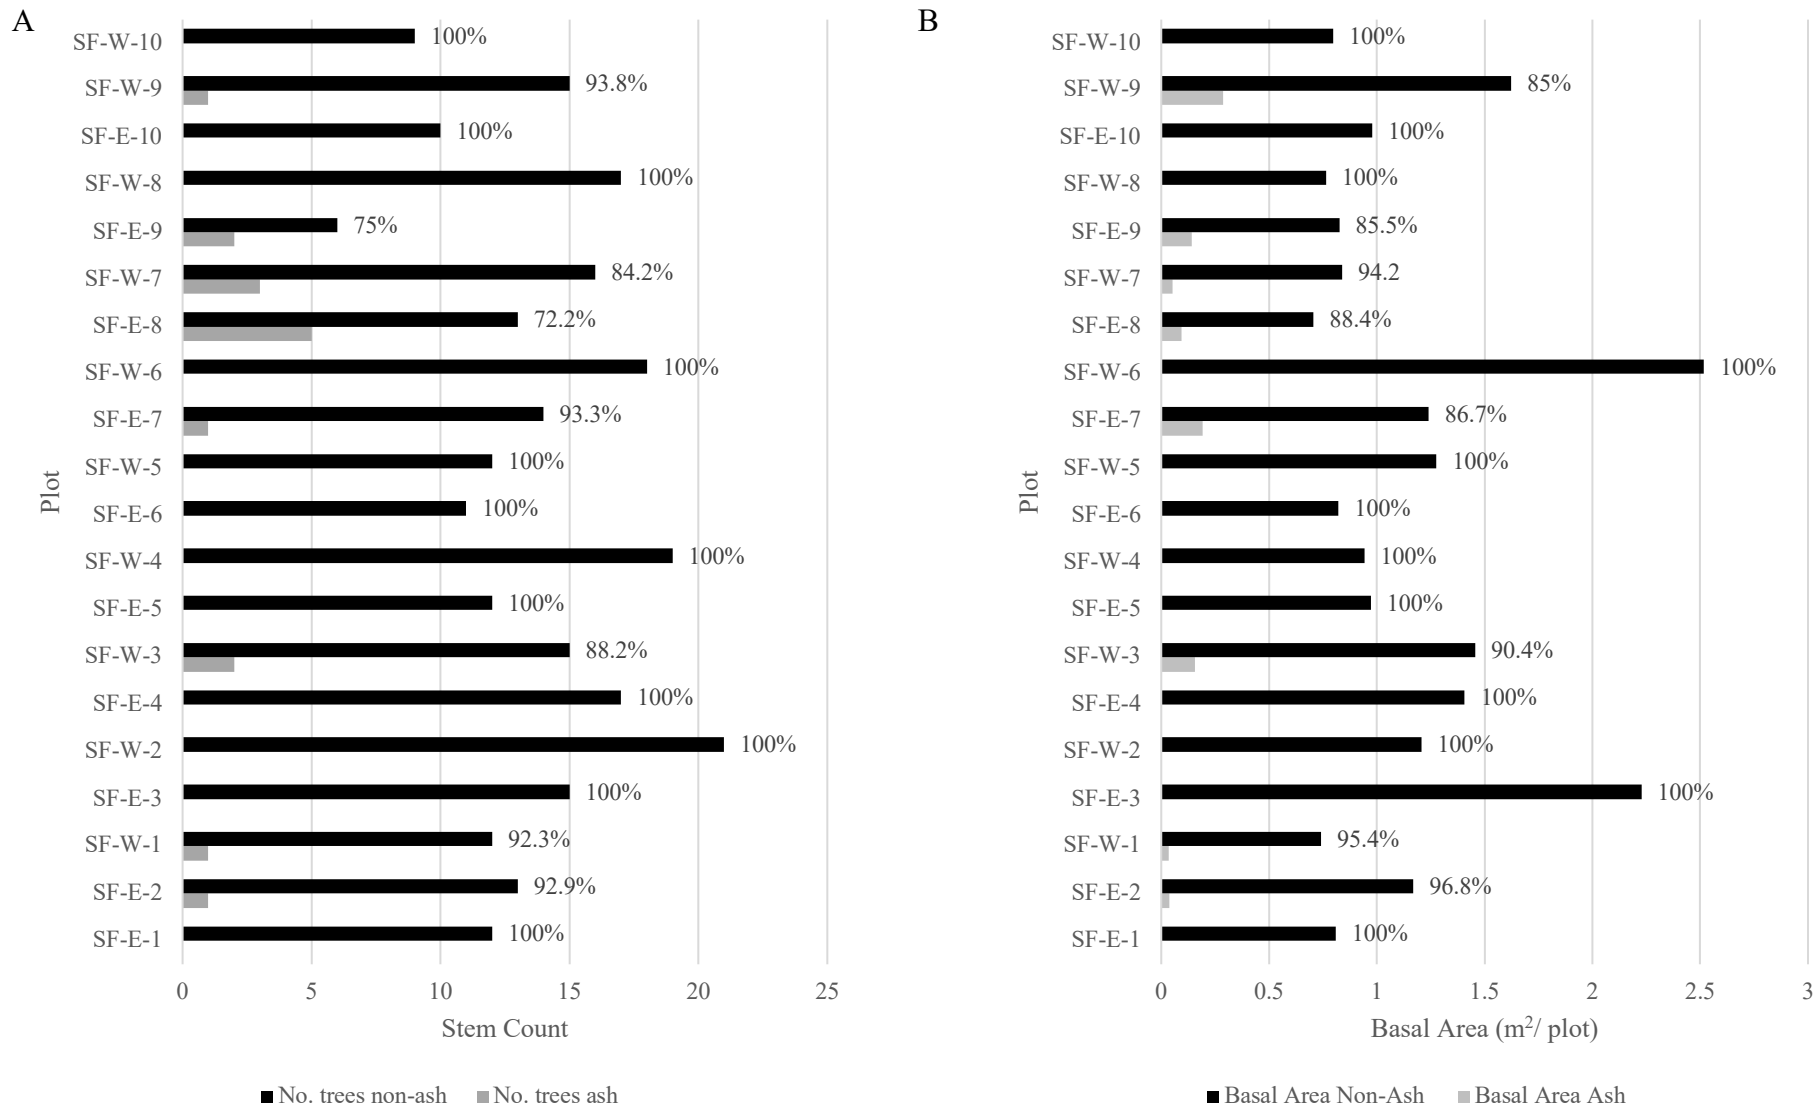 A
SF-W-10 100%
SF-W-9 93.8%
SF-E-10 100%
SF-W-8 100%
SF-E-9 75%
SF-W-7 84.2%
SF-E-8 72.2%
SF-W-6 100%
SF-E-7 93.3%
SF-W-5 100%
SF-E-6 100%
SF-W-4 100%
SF-E-5 100%
SF-W-3 88.2%
SF-E-4 100%
SF-W-2 100%
SF-E-3 100%
SF-W-1 92.3%
SF-E-2 92.9%
SF-E-1 100%
Plot
0 5 10 15 20 25
Stem Count
No. trees non-ash No. trees ash
B
SF-W-10 100%
SF-W-9 85%
SF-E-10 100%
SF-W-8 100%
SF-E-9 85.5%
SF-W-7 94.2
SF-E-8 88.4%
SF-W-6 100%
SF-E-7 86.7%
SF-W-5 100%
SF-E-6 100%
SF-W-4 100%
SF-E-5 100%
SF-W-3 90.4%
SF-E-4 100%
SF-W-2 100%
SF-E-3 100%
SF-W-1 95.4%
SF-E-2 96.8%
SF-E-1 100%
Plot
0 0.5 1 1.5 2 2.5 3
Basal Area (m²/ plot)
Basal Area Non-Ash Basal Area Ash